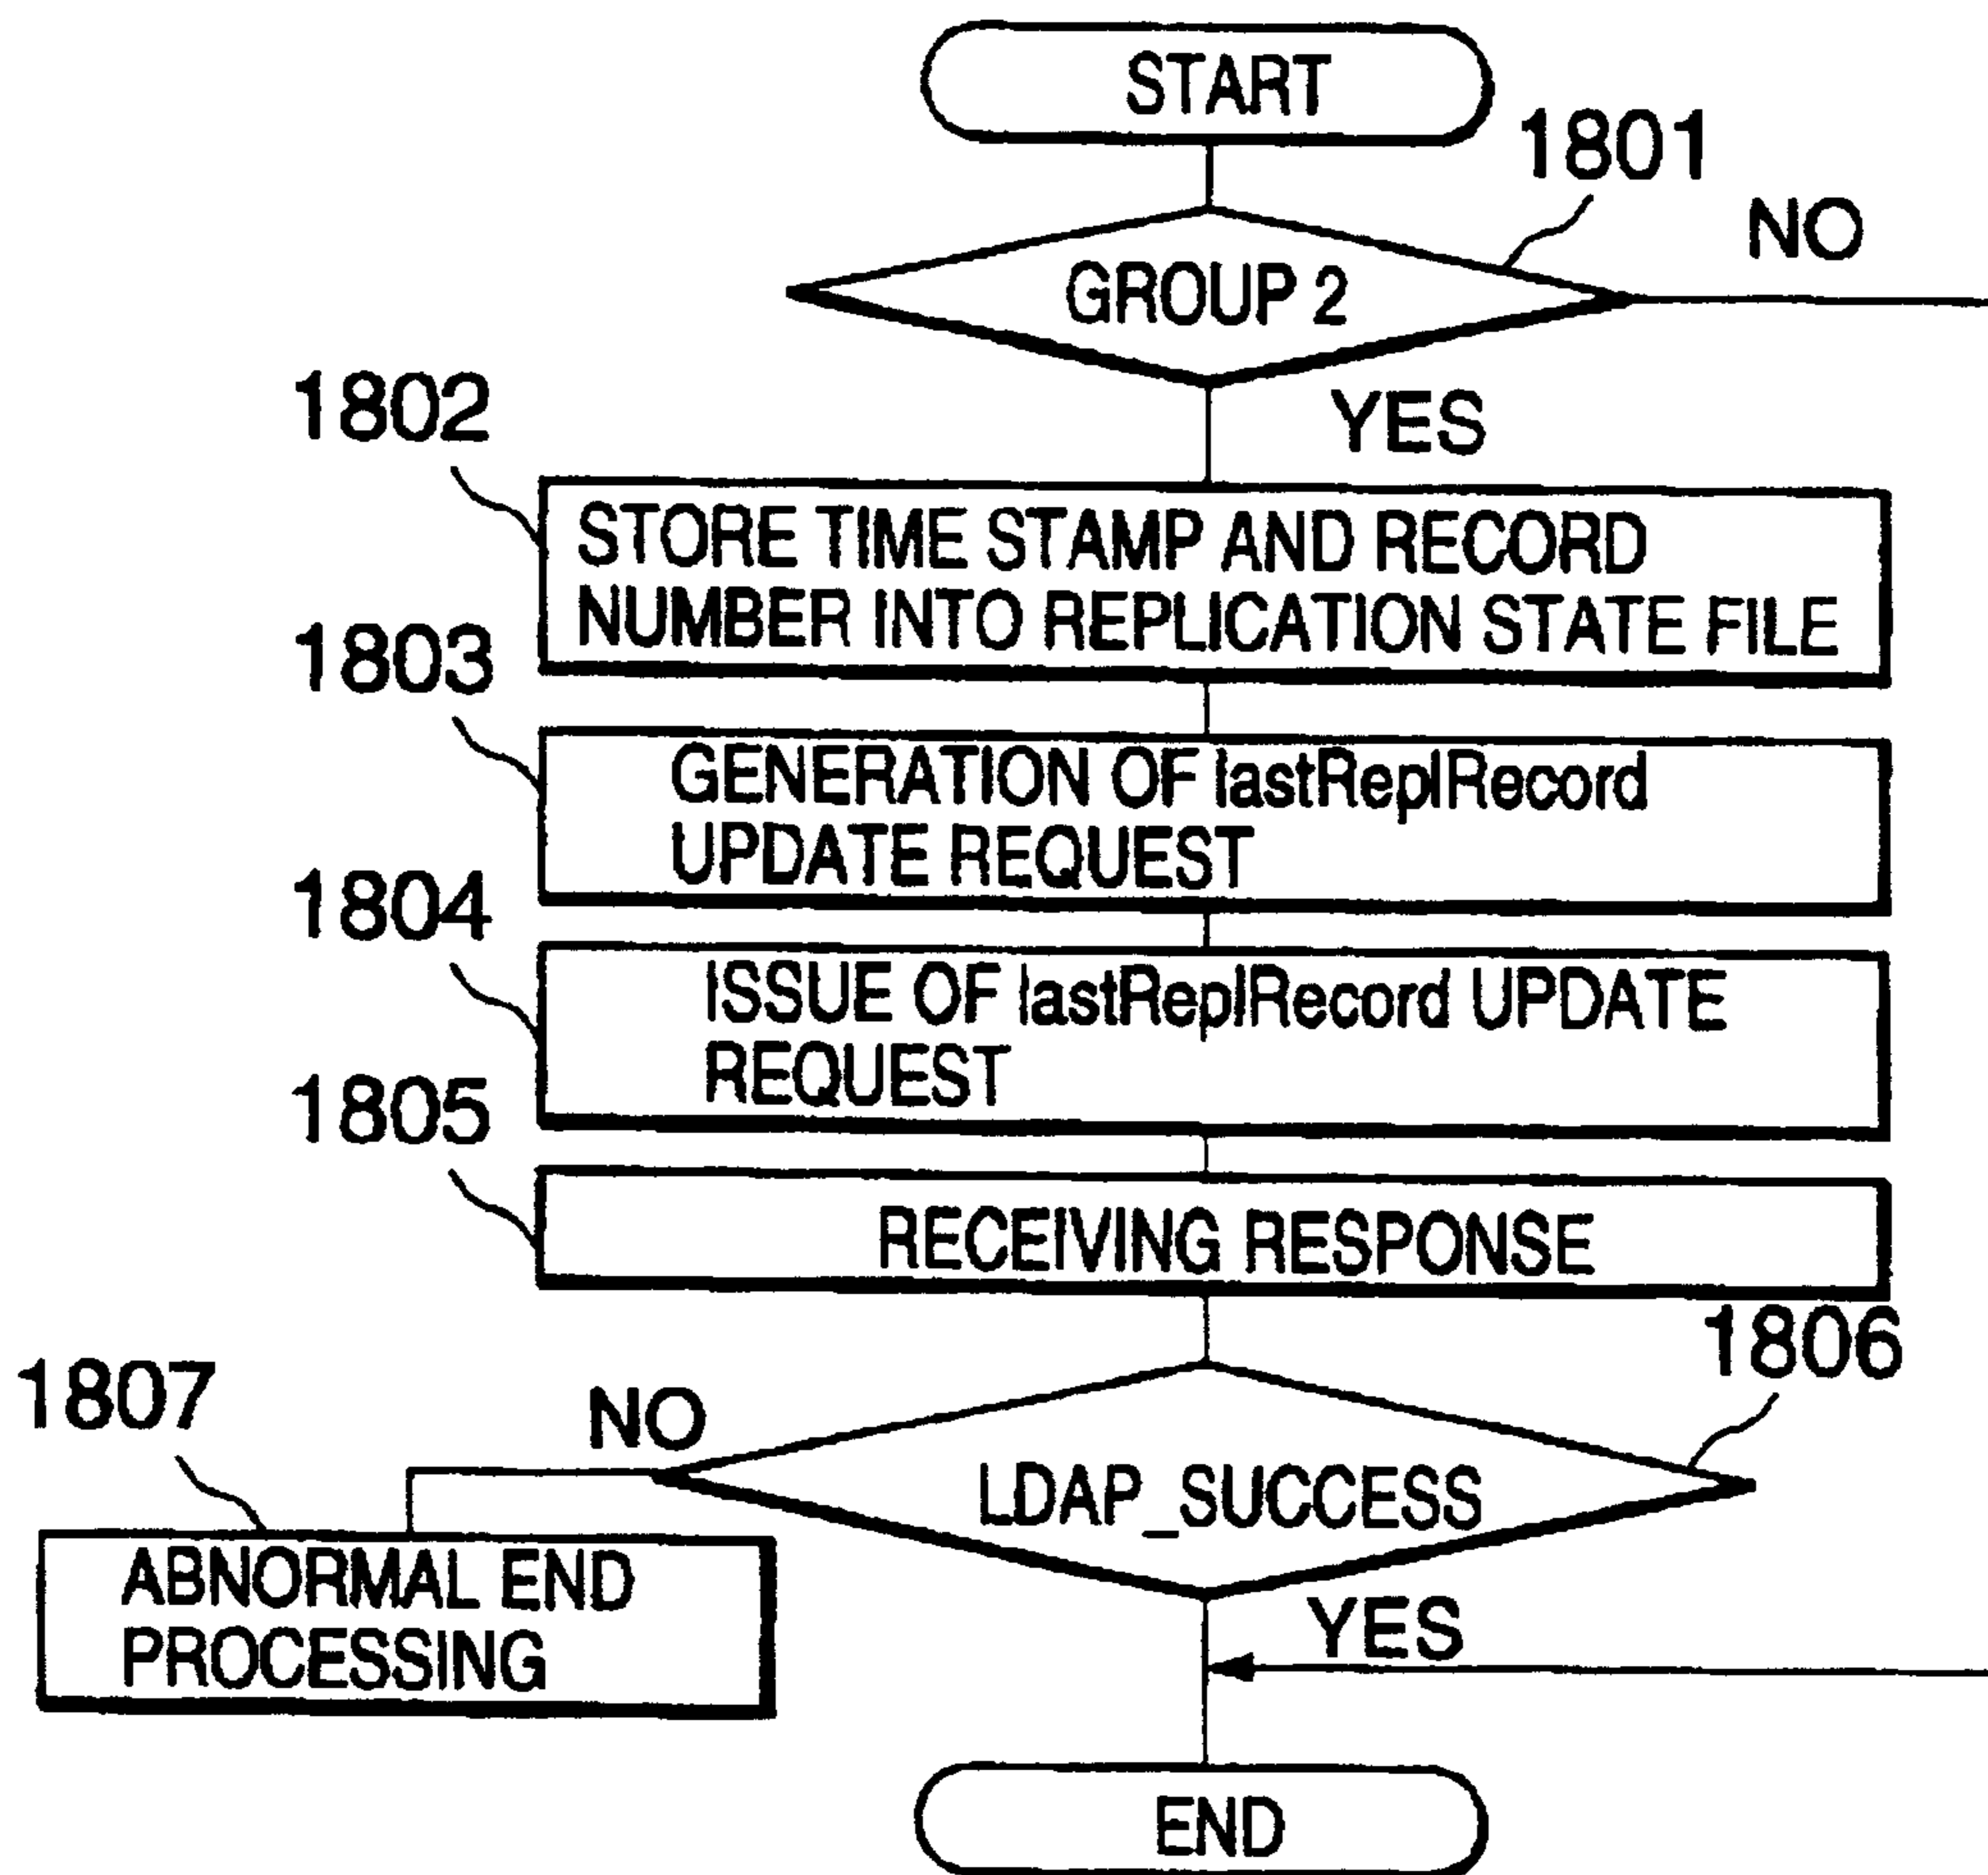 START
1801
NO
GROUP 2
YES
1802
STORE TIME STAMP AND RECORD
NUMBER INTO REPLICATION STATE FILE
1803
GENERATION OF lastReplRecord
UPDATE REQUEST
1804
ISSUE OF lastReplRecord UPDATE
REQUEST
1805
RECEIVING RESPONSE
1806
1807
NO
LDAP_SUCCESS
ABNORMAL END
PROCESSING
YES
END